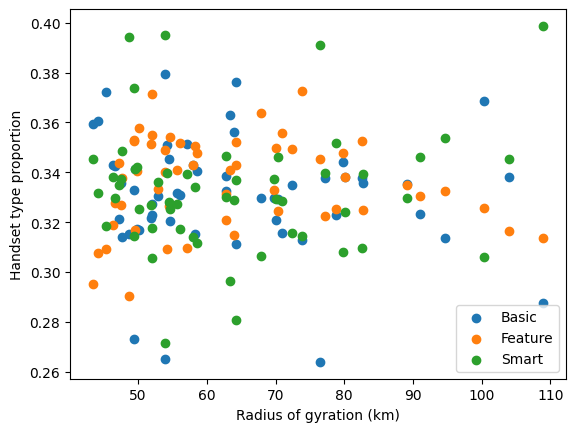 0.40
0.38
0.36
0.34
0.32
0.30
0.28
0.26
Handset type proportion
50 60 70 80 90 100 110
Radius of gyration (km)
Basic
Feature
Smart